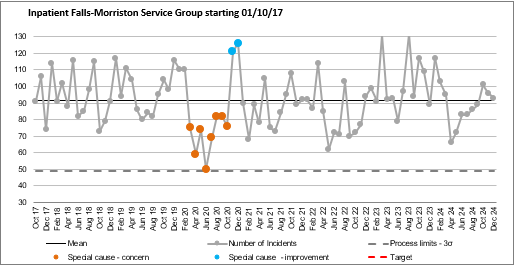 Inpatient Falls-Morriston Service Group starting 01/10/17
130
120
110
100
90
80
70
60
50
40
30
Oct 17 Dec 17 Feb 18 Apr 18 Jun 18 Aug 18 Oct 18 Dec 18 Feb 19 Apr 19 Jun 19 Aug 19 Oct 19 Dec 19 Feb 20 Apr 20 Jun 20 Aug 20 Oct 20 Dec 20 Feb 21 Apr 21 Jun 21 Aug 21 Oct 21 Dec 21 Feb 22 Apr 22 Jun 22 Aug 22 Oct 22 Dec 22 Feb 23 Apr 23 Jun 23 Aug 23 Oct 23 Dec 23 Feb 24 Apr 24 Jun 24 Aug 24 Oct 24 Dec 24
Mean Number of Incidents Process limits - 3σ
Special cause - concern Special cause - improvement Target